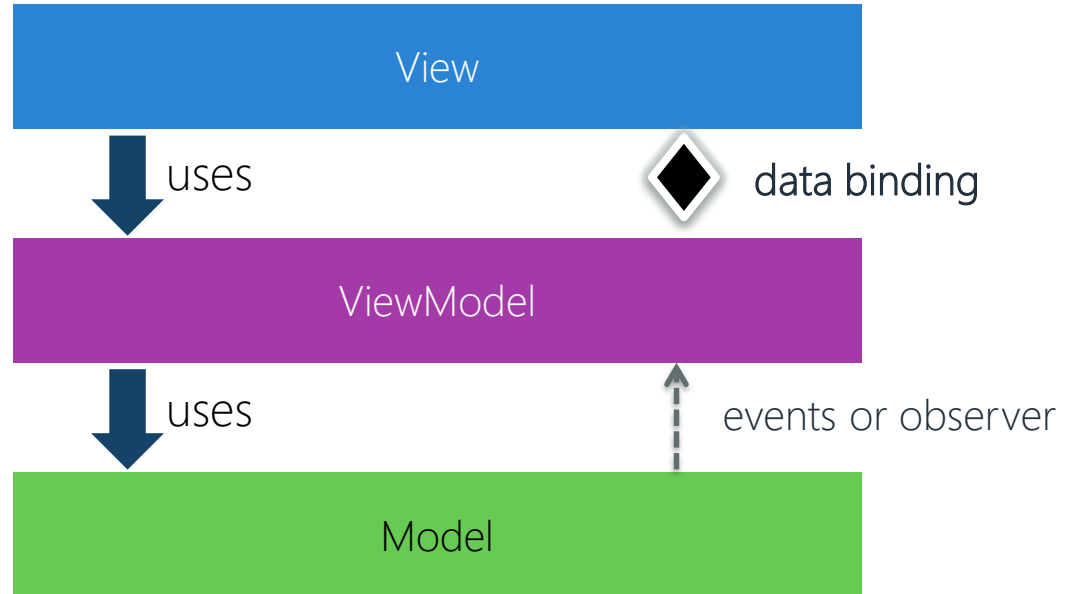 View
uses
data binding
ViewModel
uses
events or observer
Model